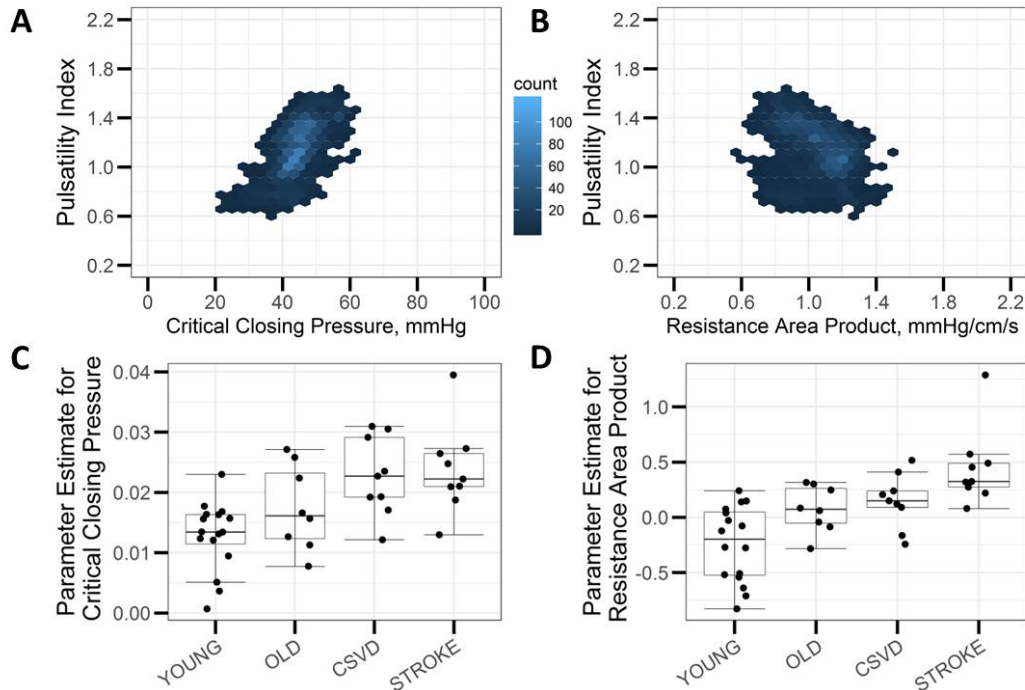 A
Pulsatility Index
2.2
1.8
1.4
1.0
0.6
0.2
0 20 40 60 80 100
Critical Closing Pressure, mmHg
count
100
80
60
40
20
B
Pulsatility Index
2.2
1.8
1.4
1.0
0.6
0.2
0.2 0.6 1.0 1.4 1.8 2.2
Resistance Area Product, mmHg/cm/s
C
Parameter Estimate for
Critical Closing Pressure
0.04
0.03
0.02
0.01
0.00
YOUNG OLD CSVD STROKE
D
Parameter Estimate for
Resistance Area Product
1.0
0.5
0.0
-0.5
YOUNG OLD CSVD STROKE